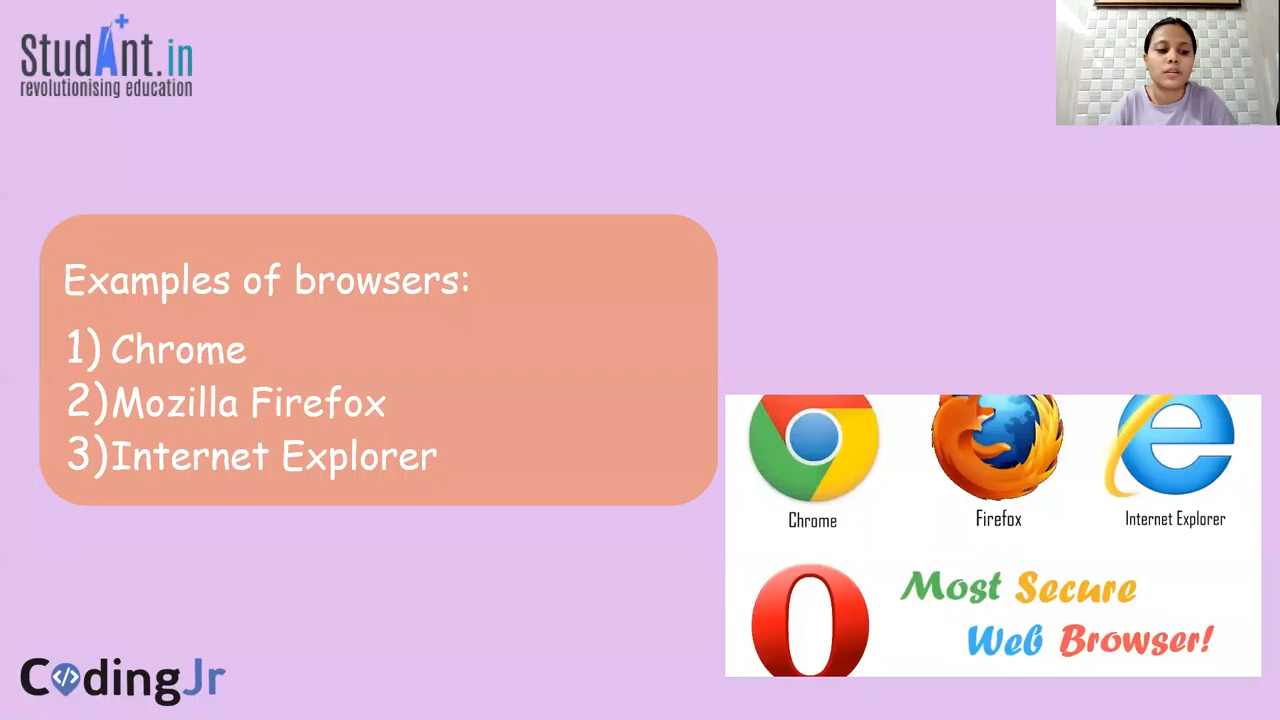 StudAnt.in
revolutionising education
Examples of browsers:
1) Chrome
2) Mozilla Firefox
3) Internet Explorer
Chrome
Firefox
Internet Explorer
Most Secure
Web Browser!
CodingJr